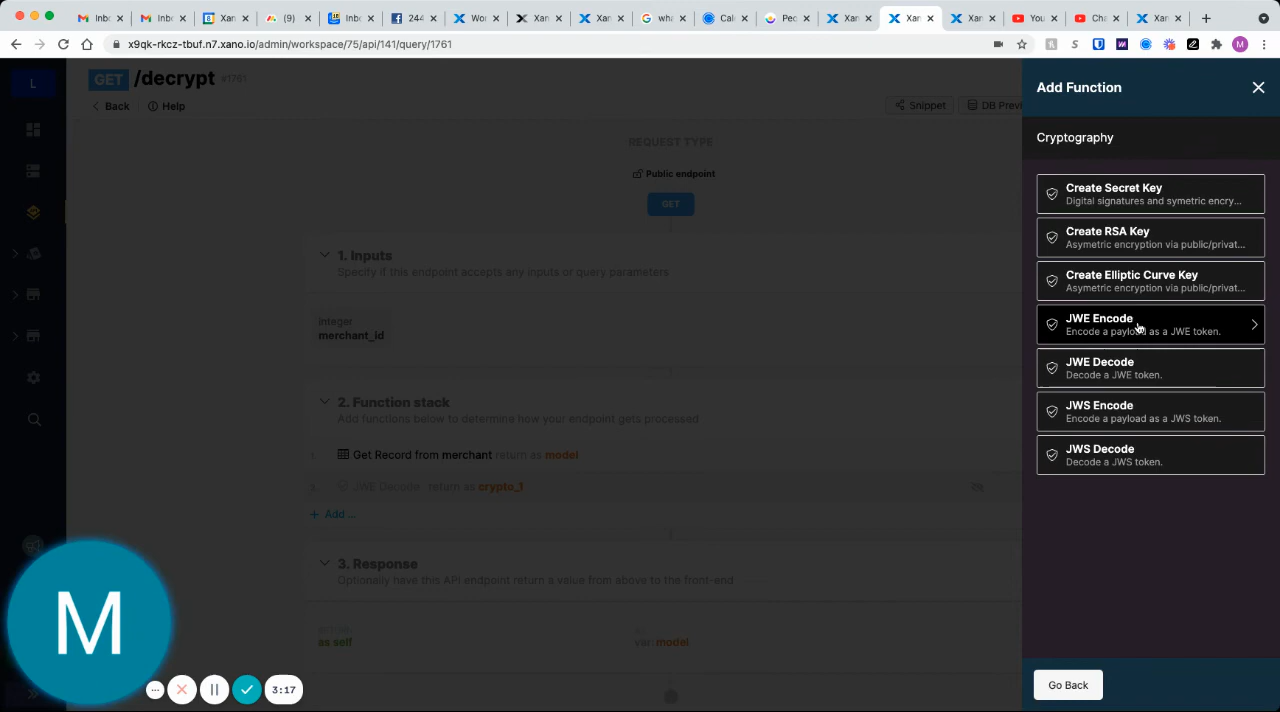 Inbo
Inbo
Xan
(9)
Inbo
244
Wo
Xan
Xan
wha
Cale
Peo
Xan
Xan
Xan
You
Cha
Xan
x9qk-rkcz-tbuf.n7.xano.io/admin/workspace/75/api/141/query/1761
M
L
GET /decrypt #1761
Back Help
Snippet DB Previ
REQUEST TYPE
Public endpoint
GET
1. Inputs
Specify if this endpoint accepts any inputs or query parameters
integer
merchant_id
2. Function stack
Add functions below to determine how your endpoint gets processed
Get Record from merchant return as model
JWE Decode return as crypto_1
+ Add ...
3. Response
Optionally have this API endpoint return a value from above to the front-end
as self
var: model
Add Function
Cryptography
Create Secret Key
Digital signatures and symetric encry...
Create RSA Key
Asymetric encryption via public/privat...
Create Elliptic Curve Key
Asymetric encryption via public/privat...
JWE Encode
Encode a payload as a JWE token.
JWE Decode
Decode a JWE token.
JWS Encode
Encode a payload as a JWS token.
JWS Decode
Decode a JWS token.
Go Back
M
3:17